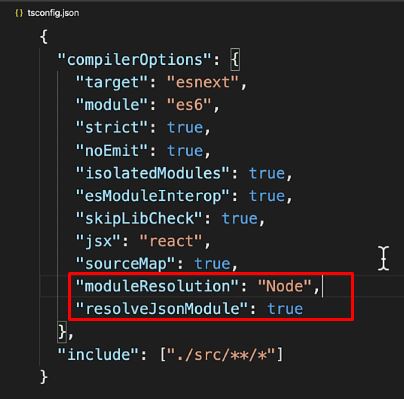 {} tsconfig.json
{
"compilerOptions": {
"target": "esnext",
"module": "es6",
"strict": true,
"noEmit": true,
"isolatedModules": true,
"esModuleInterop": true,
"skipLibCheck": true,
"jsx": "react",
"sourceMap": true,
"moduleResolution": "Node",
"resolveJsonModule": true
},
"include": ["./src/**/*"]
}